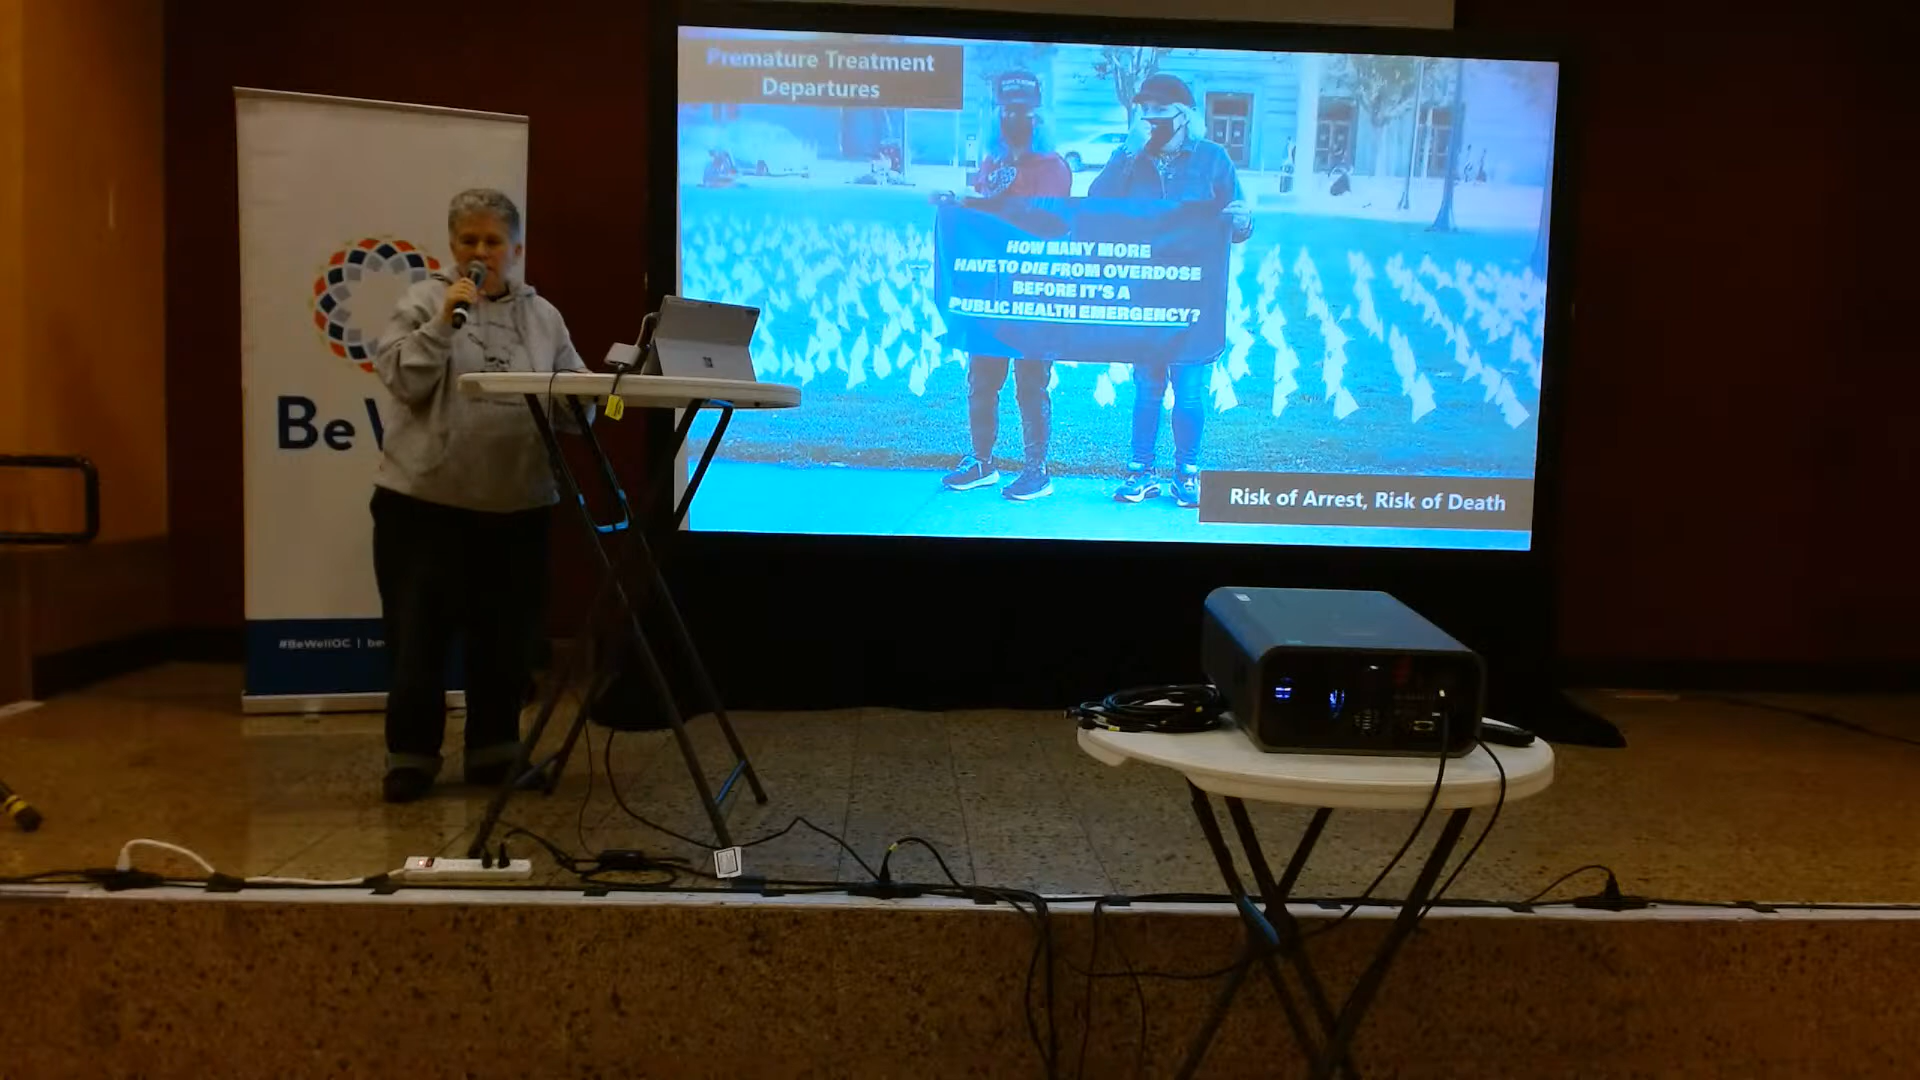 Premature Treatment
Departures
HOW MANY MORE
HAVE TO DIE FROM OVERDOSE
BEFORE IT'S A
PUBLIC HEALTH EMERGENCY?
Risk of Arrest, Risk of Death
Be
#BeWellOC |